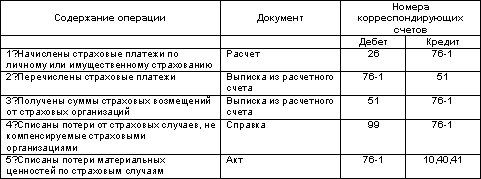 Содержание операции
Документ
Номера
корреспондирующих
счетов
Дебет
Кредит
1?Начислены страховые платежи по
личному или имущественному страхованию
Расчет
26
76-1
2?Перечислены страховые платежи
Выписка из расчетного
счета
76-1
51
3?Получены суммы страховых возмещений
от страховых организаций
Выписка из расчетного
счета
51
76-1
4?Списаны потери от страховых случаев, не
компенсируемые страховыми
организациями
Справка
99
76-1
5?Списаны потери материальных
ценностей по страховым случаям
Акт
76-1
10,40,41